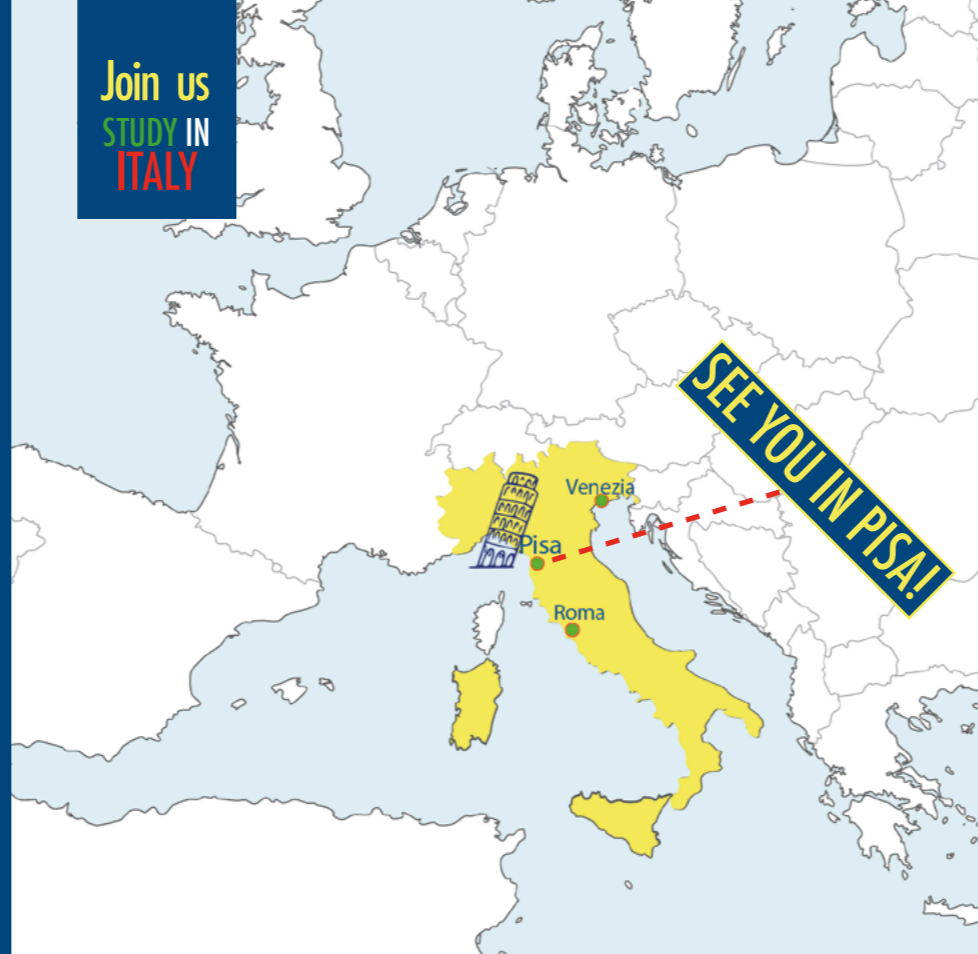 Join us
STUDY IN
ITALY
SEE YOU IN PISA!
Venezia
Pisa
Roma